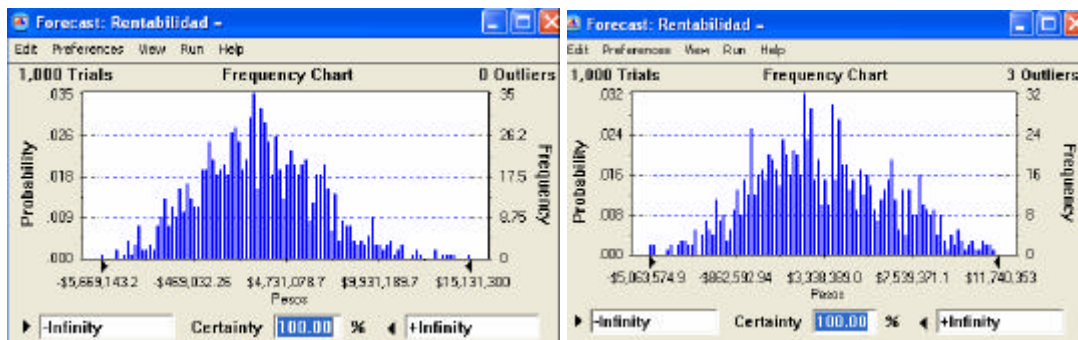 Forecast: Rentabilidad -
Edit Preferences View Run Help
1,000 Trials Frequency Chart 0 Outliers
.035 35
.026 26.2
.018 17.5
.009 8.75
.000 0
Probability
Frequency
-$5,669,143.2 -$469,032.26 $4,731,078.7 $9,931,189.7 $15,131,300
Pesos
-Infinity Certainty 100.00 % +Infinity
Forecast: Rentabilidad -
Edit Preferences View Run Help
1,000 Trials Frequency Chart 3 Outliers
.032 32
.024 24
.016 16
.008 8
.000 0
Probability
Frequency
-$5,063,574.9 -$862,592.94 $3,338,389.0 $7,539,371.1 $11,740,353
Pesos
-Infinity Certainty 100.00 % +Infinity